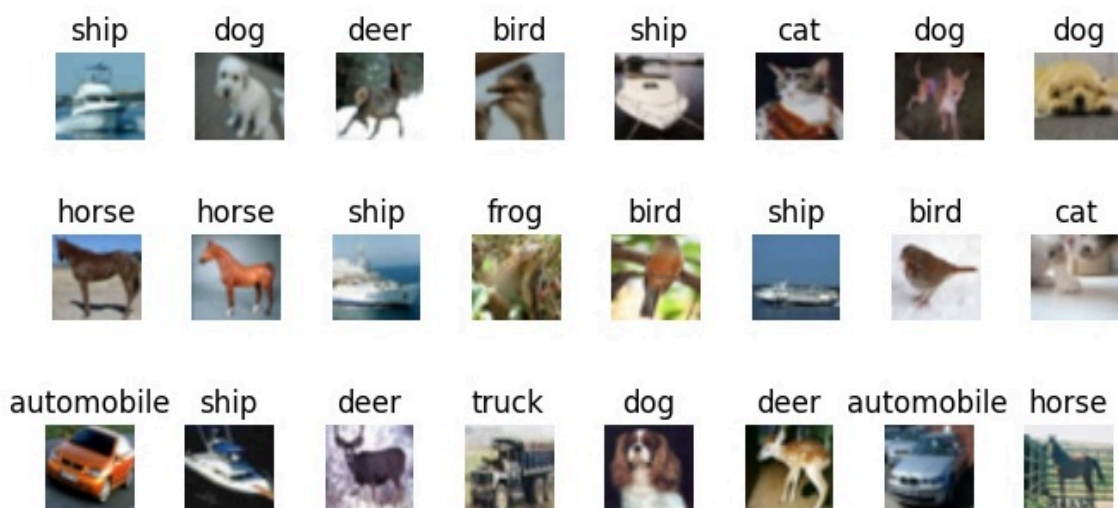 ship dog deer bird ship cat dog dog
horse horse ship frog bird ship bird cat
automobile ship deer truck dog deer automobile horse